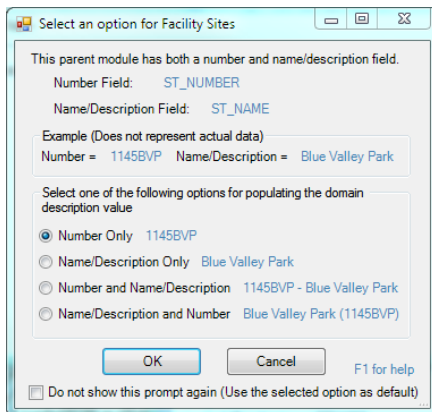 Select an option for Facility Sites
This parent module has both a number and name/description field.
Number Field: ST_NUMBER
Name/Description Field: ST_NAME
Example (Does not represent actual data)
Number = 1145BVP Name/Description = Blue Valley Park
Select one of the following options for populating the domain
description value
Number Only 1145BVP
Name/Description Only Blue Valley Park
Number and Name/Description 1145BVP - Blue Valley Park
Name/Description and Number Blue Valley Park (1145BVP)
OK Cancel F1 for help
Do not show this prompt again (Use the selected option as default)